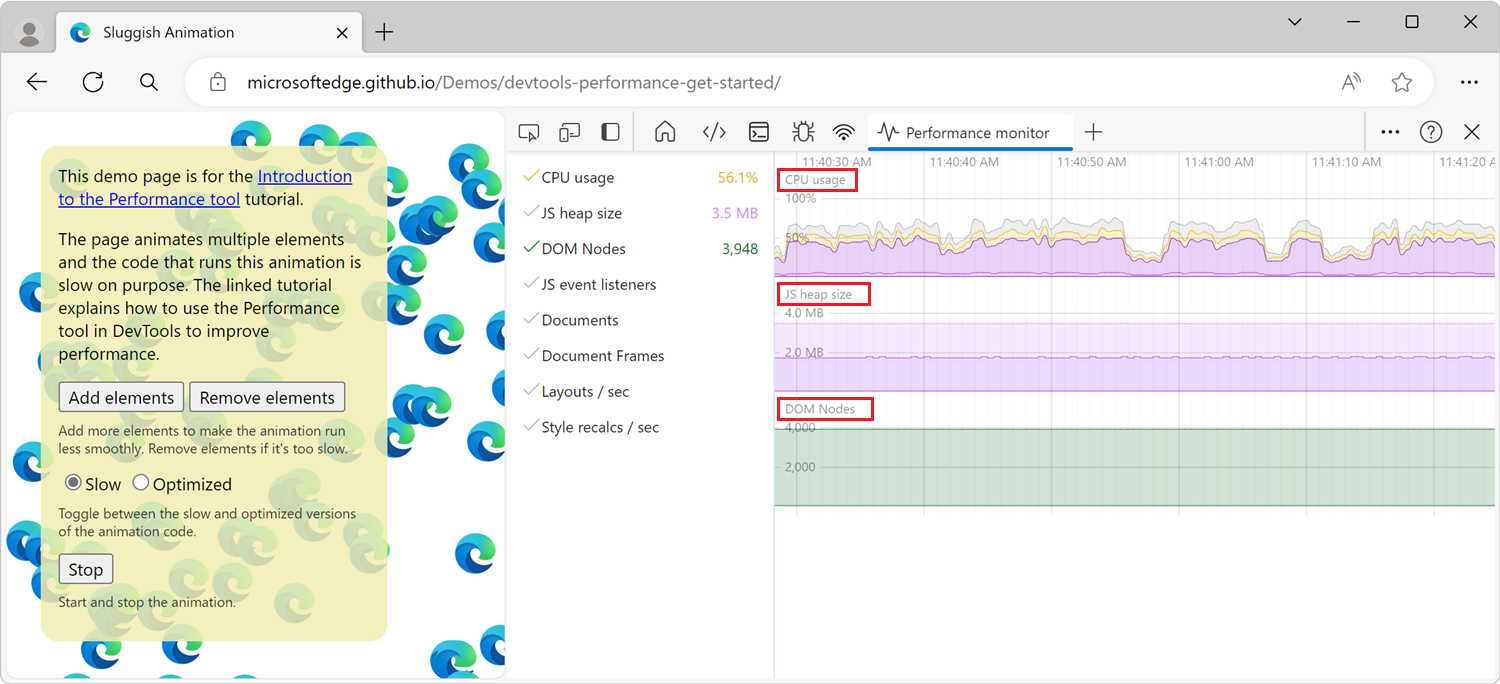 Sluggish Animation
microsoftedge.github.io/Demos/devtools-performance-get-started/
This demo page is for the Introduction
to the Performance tool tutorial.
The page animates multiple elements
and the code that runs this animation is
slow on purpose. The linked tutorial
explains how to use the Performance
tool in DevTools to improve
performance.
Add elements
Remove elements
Add more elements to make the animation run
less smoothly. Remove elements if it's too slow.
Slow
Optimized
Toggle between the slow and optimized versions
of the animation code.
Stop
Start and stop the animation.
Performance monitor
CPU usage 56.1%
JS heap size 3.5 MB
DOM Nodes 3,948
JS event listeners
Documents
Document Frames
Layouts / sec
Style recalcs / sec
11:40:30 AM 11:40:40 AM 11:40:50 AM 11:41:00 AM 11:41:10 AM 11:41:20 A
CPU usage
100%
50%
JS heap size
4.0 MB
2.0 MB
DOM Nodes
4,000
2,000